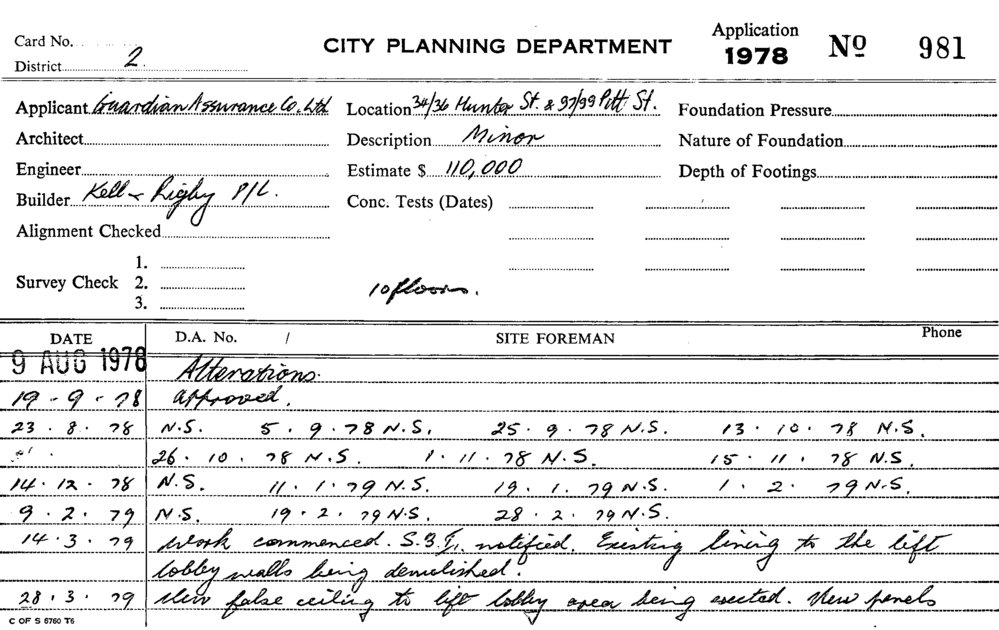 Card No.
CITY PLANNING DEPARTMENT
Application
1978 Nº 981
District 2.
Applicant Guardian Assurance Co. Ltd Location 34/36 Hunter St. & 97/99 Pitt St. Foundation Pressure
Architect Description Minor Nature of Foundation
Engineer Estimate $ 110,000 Depth of Footings
Builder Kell & Rigby P/L. Conc. Tests (Dates)
Alignment Checked
1.
Survey Check 2. 10 floors.
3.
DATE D.A. No. / SITE FOREMAN Phone
9 AUG 1978 Alterations.
19 - 9 - 78 approved.
23 . 8 . 78 N.S. 5 . 9 . 78 N.S. 25 . 9 . 78 N.S. 13 . 10 . 78 N.S.
26 . 10 . 78 N.S. 1 . 11 . 78 N.S. 15 . 11 . 78 N.S.
14 . 12 . 78 N.S. 11 . 1 . 79 N.S. 19 . 1 . 79 N.S. 1 . 2 . 79 N.S.
9 . 2 . 79 N.S. 19 . 2 . 79 N.S. 28 . 2 . 79 N.S.
14 . 3 . 79 Work commenced. S.B.I. notified. Existing lining to the lift
lobby walls being demolished.
28 . 3 . 79 New false ceiling to lift lobby area being erected. New panels
C OF S 5760 T6